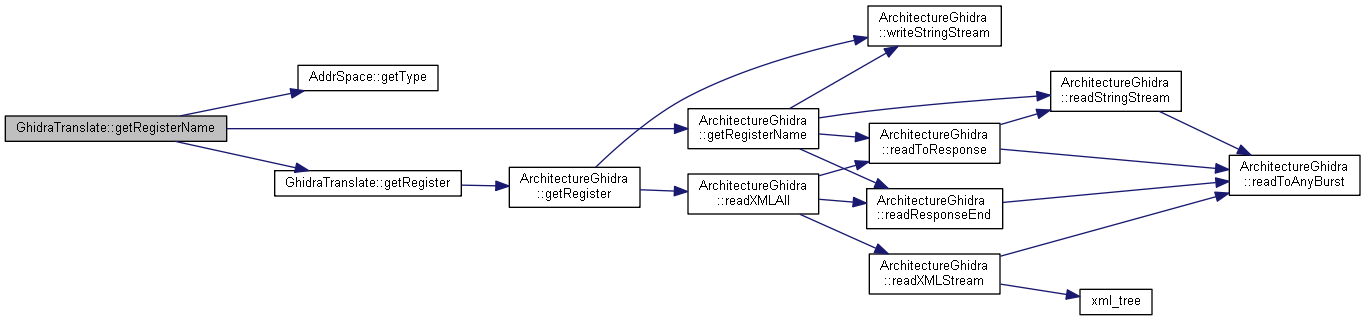 GhidraTranslate::getRegisterName
AddrSpace::getType
GhidraTranslate::getRegister
ArchitectureGhidra
::getRegister
ArchitectureGhidra
::getRegisterName
ArchitectureGhidra
::readXMLAll
ArchitectureGhidra
::writeStringStream
ArchitectureGhidra
::readToResponse
ArchitectureGhidra
::readResponseEnd
ArchitectureGhidra
::readXMLStream
ArchitectureGhidra
::readStringStream
xml_tree
ArchitectureGhidra
::readToAnyBurst